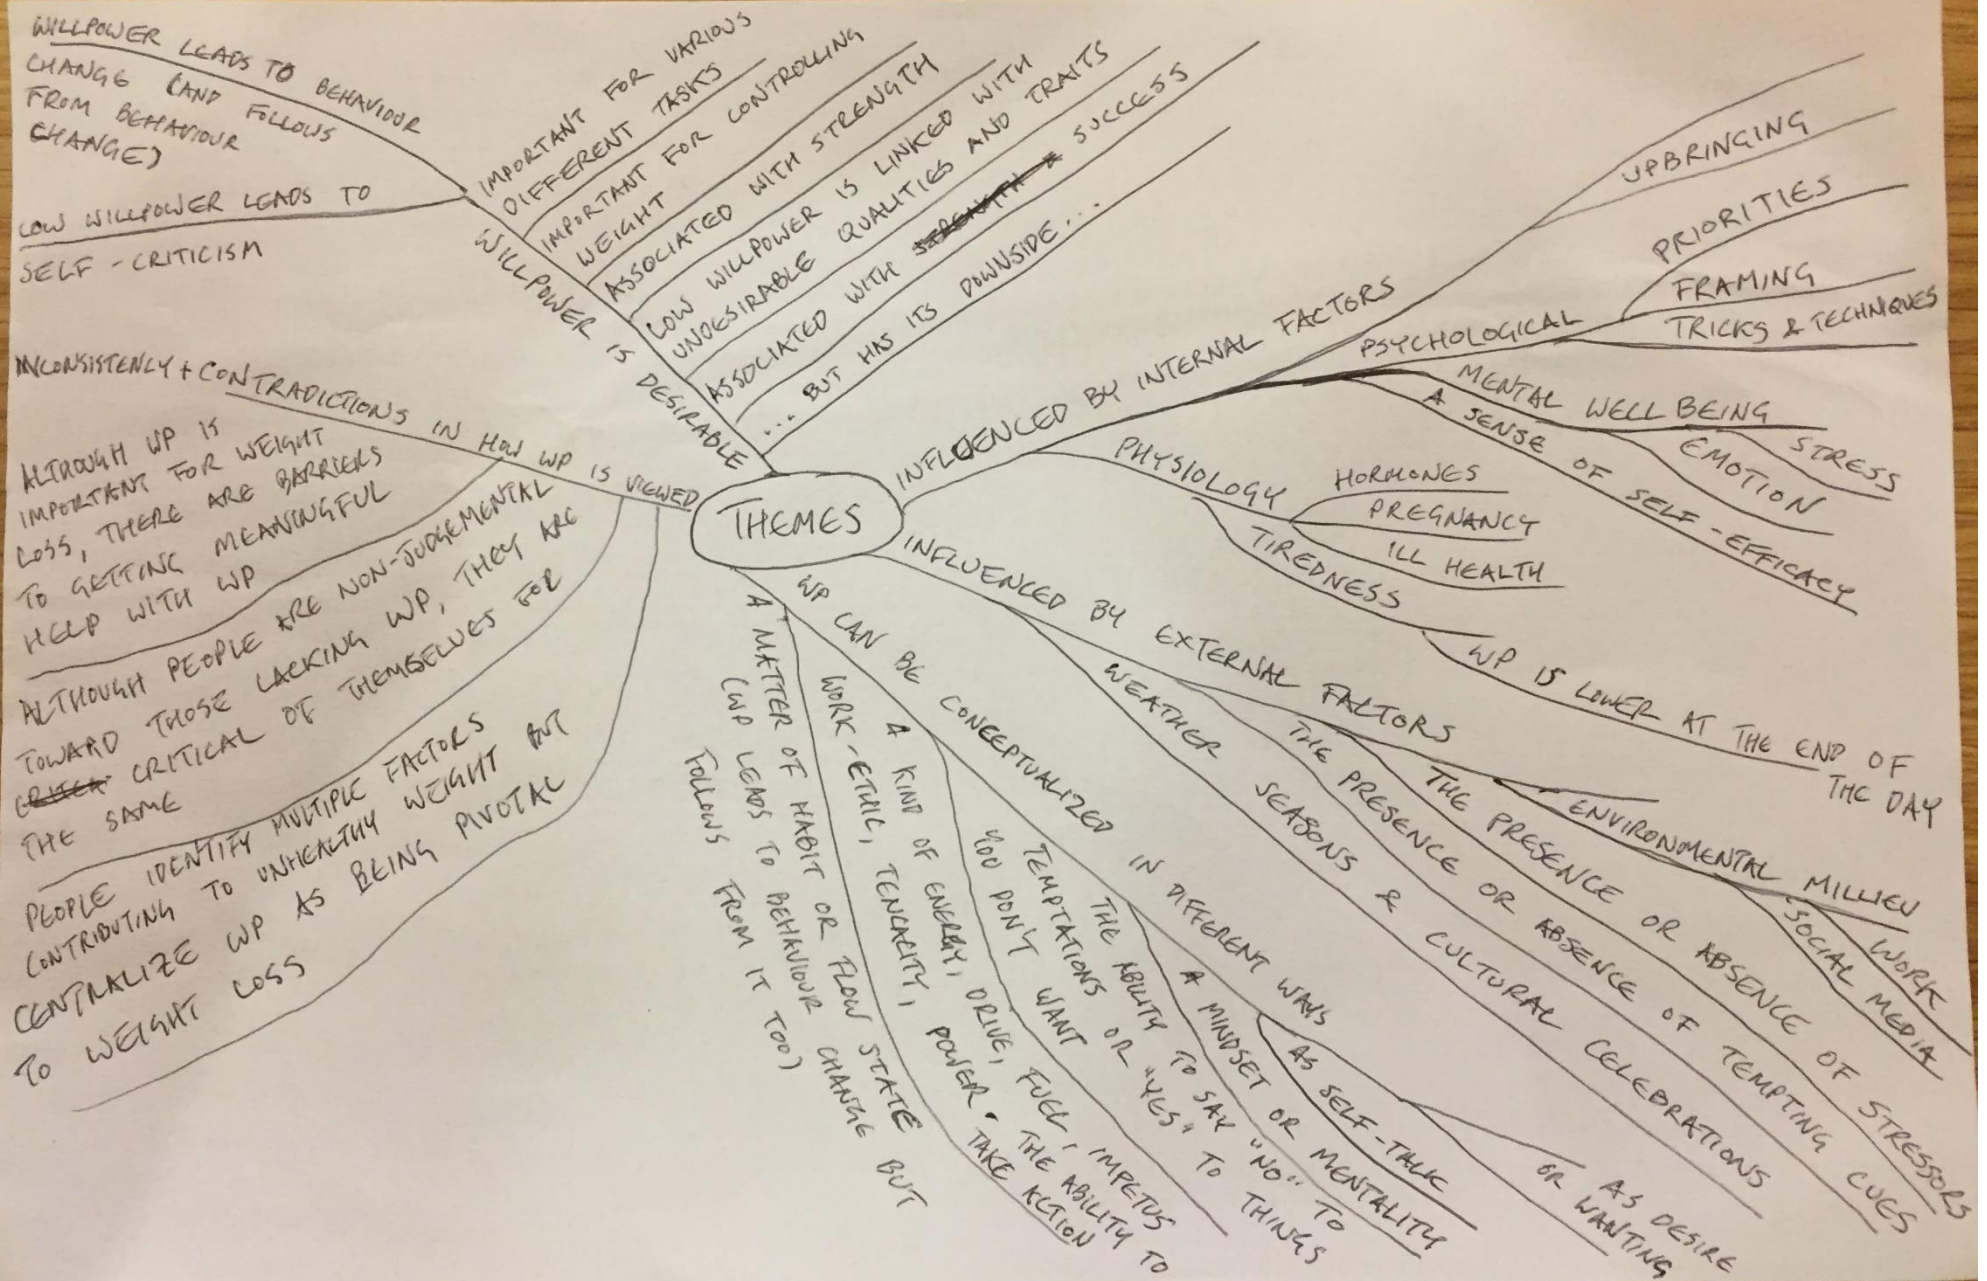 THEMES
WILLPOWER IS DESIRABLE
WILLPOWER LEADS TO BEHAVIOUR
CHANGE (AND FOLLOWS
FROM BEHAVIOUR
CHANGE)
LOW WILLPOWER LEADS TO
SELF-CRITICISM
IMPORTANT FOR VARIOUS
DIFFERENT TASKS
IMPORTANT FOR CONTROLLING
WEIGHT
ASSOCIATED WITH STRENGTH
LOW WILLPOWER IS LINKED WITH
UNDESIRABLE QUALITIES AND TRAITS
ASSOCIATED WITH STRENGTH & SUCCESS
... BUT HAS ITS DOWNSIDE...
INFLUENCED BY INTERNAL FACTORS
UPBRINGING
PSYCHOLOGICAL
PRIORITIES
FRAMING
TRICKS & TECHNIQUES
MENTAL WELL BEING
STRESS
EMOTION
A SENSE OF SELF-EFFICACY
PHYSIOLOGY
HORMONES
PREGNANCY
ILL HEALTH
TIREDNESS
WP IS LOWER AT THE END OF
THE DAY
INFLUENCED BY EXTERNAL FACTORS
ENVIRONMENTAL MILLIEU
WORK
SOCIAL MEDIA
THE PRESENCE OR ABSENCE OF STRESSORS
THE PRESENCE OR ABSENCE OF TEMPTING CUES
WEATHER SEASONS & CULTURAL CELEBRATIONS
WP CAN BE CONCEPTUALIZED IN DIFFERENT WAYS
AS DESIRE
OR WANTING
AS SELF-TALK
A MINDSET OR MENTALITY
THE ABILITY TO SAY "NO" TO
TEMPTATIONS OR "YES" TO THINGS
YOU DON'T WANT
A KIND OF ENERGY, DRIVE, FUEL, IMPETUS
WORK-ETHIC, TENCACITY, POWER. THE ABILITY TO
TAKE ACTION
A MATTER OF HABIT OR FLOW STATE
(WP LEADS TO BEHAVIOUR CHANGE BUT
FOLLOWS FROM IT TOO)
INCONSISTENCY + CONTRADICTIONS IN HOW WP IS VIEWED
ALTHOUGH WP IS
IMPORTANT FOR WEIGHT
LOSS, THERE ARE BARRIERS
TO GETTING MEANINGFUL
HELP WITH WP
ALTHOUGH PEOPLE ARE NON-JUDGEMENTAL
TOWARD THOSE LACKING WP, THEY ARE
CRITICAL OF THEMSELVES FOR
THE SAME
PEOPLE IDENTIFY MULTIPLE FACTORS
CONTRIBUTING TO UNHEALTHY WEIGHT BUT
CENTRALIZE WP AS BEING PIVOTAL
TO WEIGHT LOSS